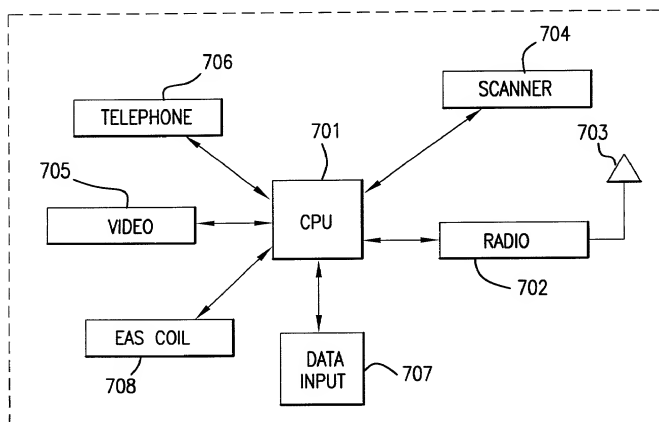 704
706
SCANNER
TELEPHONE
701
703
705
CPU
VIDEO
RADIO
702
EAS COIL
DATA
INPUT
707
708